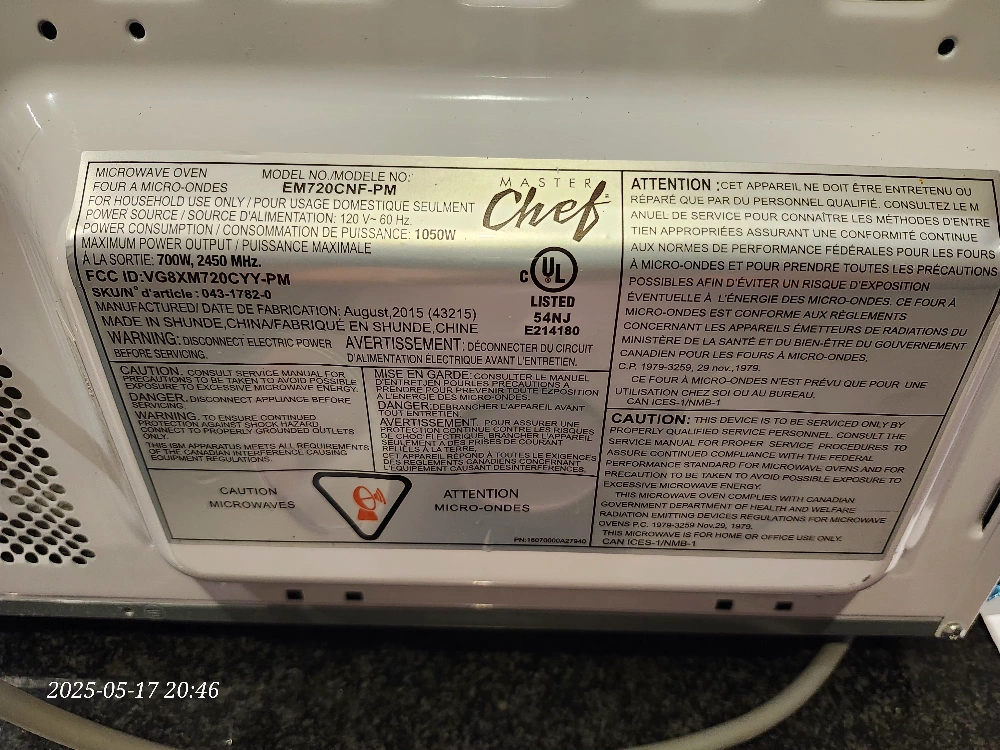 MICROWAVE OVEN
FOUR A MICRO-ONDES
MODEL NO./MODELE NO:
EM720CNF-PM
FOR HOUSEHOLD USE ONLY / POUR USAGE DOMESTIQUE SEULMENT
POWER SOURCE / SOURCE D'ALIMENTATION: 120 V~ 60 Hz,
POWER CONSUMPTION / CONSOMMATION DE PUISSANCE: 1050W
MAXIMUM POWER OUTPUT / PUISSANCE MAXIMALE
À LA SORTIE: 700W, 2450 MHz.
FCC ID:VG8XM720CYY-PM
SKU/N° d'article : 043-1782-0
MANUFACTURED/ DATE DE FABRICATION: August,2015 (43215)
MADE IN SHUNDE,CHINA/FABRIQUÉ EN SHUNDE,CHINE
MASTER
Chef
C UL
®
LISTED
54NJ
E214180
WARNING: DISCONNECT ELECTRIC POWER
BEFORE SERVICING.
AVERTISSEMENT: DÉCONNECTER DU CIRCUIT
D'ALIMENTATION ÉLECTRIQUE AVANT L'ENTRETIEN.
CAUTION. CONSULT SERVICE MANUAL FOR
PRECAUTIONS TO BE TAKEN TO AVOID POSSIBLE
EXPOSURE TO EXCESSIVE MICROWAVE ENERGY.
DANGER. DISCONNECT APPLIANCE BEFORE
SERVICING.
WARNING. TO ENSURE CONTINUED
PROTECTION AGAINST SHOCK HAZARD,
CONNECT TO PROPERLY GROUNDED OUTLETS
ONLY.
THIS ISM APPARATUS MEETS ALL REQUIREMENTS
OF THE CANADIAN INTERFERENCE CAUSING
EQUIPMENT REGULATIONS.
MISE EN GARDE: CONSULTER LE MANUEL
D'ENTRETIEN POUR LES PRÉCAUTIONS À
PRENDRE POUR PRÉVENIR TOUTE EXPOSITION
A L'ÉNERGIE DES MICRO-ONDES.
DANGER: DÉBRANCHER L'APPAREIL AVANT
TOUT ENTRETIEN.
AVERTISSEMENT. POUR ASSURER UNE
PROTECTION CONTINUE CONTRE LES RISQUES
DE CHOC ÉLECTRIQUE, BRANCHER L'APPAREIL
SEULEMENT A DES PRISES DE COURANT
RELIÉS À LA TERRE.
CET APPAREIL RÉPOND À TOUTE LES EXIGENCES
DES RÈGLEMENTS CANADIENS CONCERNANT
L'ÉQUIPEMENT CAUSANT DESINTERFERENCES.
CAUTION
MICROWAVES
ATTENTION
MICRO-ONDES
PN:16070000A27940
ATTENTION :CET APPAREIL NE DOIT ÊTRE ENTRETENU OU
RÉPARÉ QUE PAR DU PERSONNEL QUALIFIÉ. CONSULTEZ LE M
ANUEL DE SERVICE POUR CONNAÎTRE LES MÉTHODES D'ENTRE
TIEN APPROPRIÉES ASSURANT UNE CONFORMITÉ CONTINUE
AUX NORMES DE PERFORMANCE FÉDÉRALES POUR LES FOURS
À MICRO-ONDES ET POUR PRENDRE TOUTES LES PRÉCAUTIONS
POSSIBLES AFIN D'ÉVITER UN RISQUE D'EXPOSITION
ÉVENTUELLE À L'ÉNERGIE DES MICRO-ONDES. CE FOUR À
MICRO-ONDES EST CONFORME AUX RÈGLEMENTS
CONCERNANT LES APPAREILS ÉMETTEURS DE RADIATIONS DU
MINISTÈRE DE LA SANTÉ ET DU BIEN-ÊTRE DU GOUVERNEMENT
CANADIEN POUR LES FOURS À MICRO-ONDES.
C.P. 1979-3259, 29 nov.,1979.
CE FOUR À MICRO-ONDES N'EST PRÉVU QUE POUR UNE
UTILISATION CHEZ SOI OU AU BUREAU.
CAN ICES-1/NMB-1
CAUTION: THIS DEVICE IS TO BE SERVICED ONLY BY
PROPERLY QUALIFIED SERVICE PERSONNEL. CONSULT THE
SERVICE MANUAL FOR PROPER SERVICE PROCEDURES TO
ASSURE CONTINUED COMPLIANCE WITH THE FEDERAL
PERFORMANCE STANDARD FOR MICROWAVE OVENS AND FOR
PRECAUTION TO BE TAKEN TO AVOID POSSIBLE EXPOSURE TO
EXCESSIVE MICROWAVE ENERGY.
THIS MICROWAVE OVEN COMPLIES WITH CANADIAN
GOVERNMENT DEPARTMENT OF HEALTH AND WELFARE
RADIATION EMITTING DEVICES REGULATIONS FOR MICROWAVE
OVENS P.C. 1979-3259 Nov.29, 1979.
THIS MICROWAVE IS FOR HOME OR OFFICE USE ONLY.
CAN ICES-1/NMB-1
2025-05-17 20:46